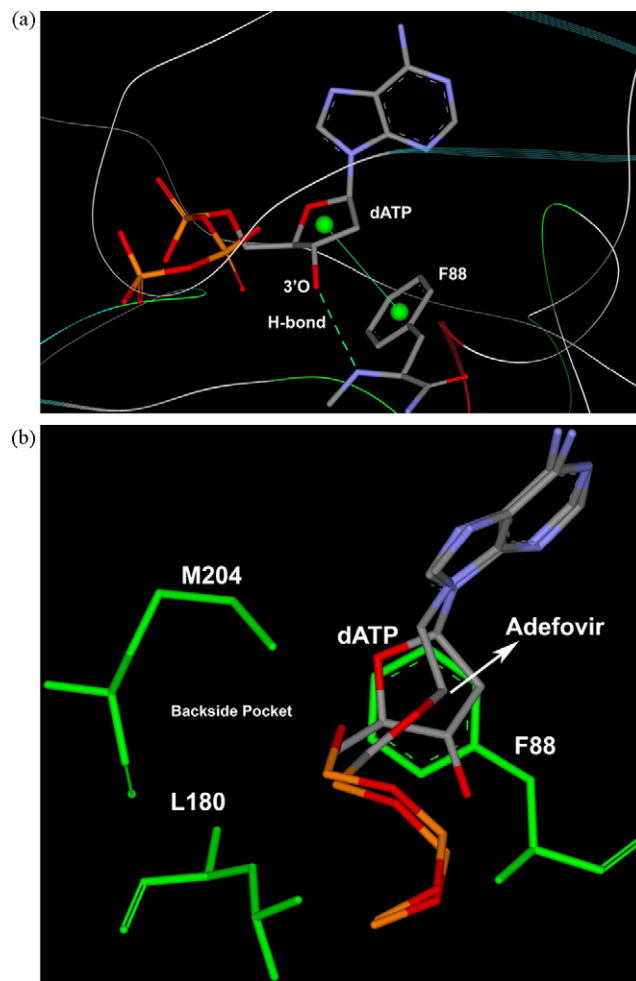 (a)
dATP
F88
3'O
H-bond
(b)
M204
dATP
Adefovir
Backside Pocket
F88
L180